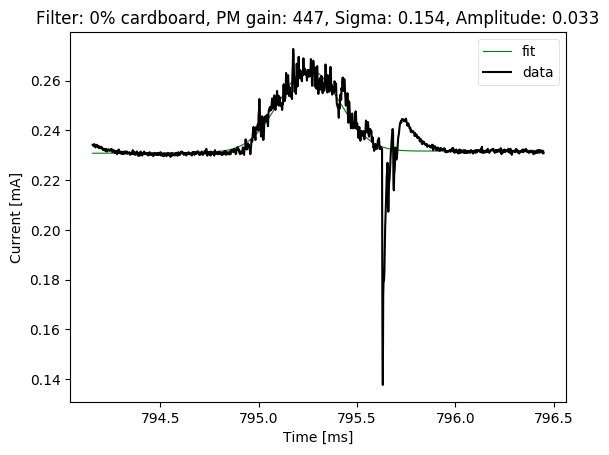 Filter: 0% cardboard, PM gain: 447, Sigma: 0.154, Amplitude: 0.033
fit
data
0.26
0.24
0.22
0.20
0.18
0.16
0.14
Current [mA]
794.5
795.0
795.5
796.0
796.5
Time [ms]